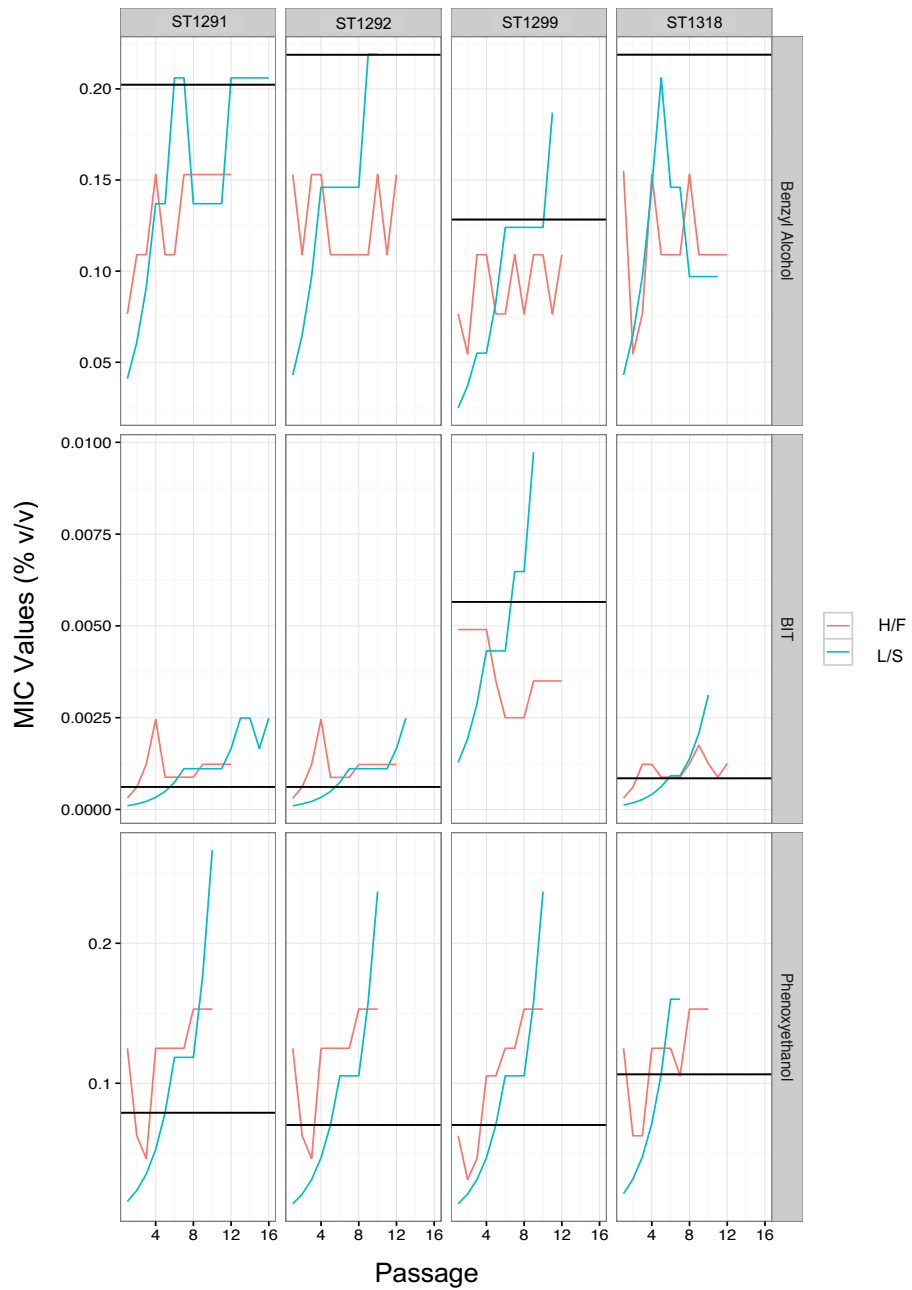 ST1291 ST1292 ST1299 ST1318
0.20
0.15
0.10
0.05
Benzyl Alcohol
0.0100
0.0075
0.0050
0.0025
0.0000
BIT
0.2
0.1
Phenoxyethanol
MIC Values (% v/v)
H/F
L/S
4 8 12 16 4 8 12 16 4 8 12 16 4 8 12 16
Passage